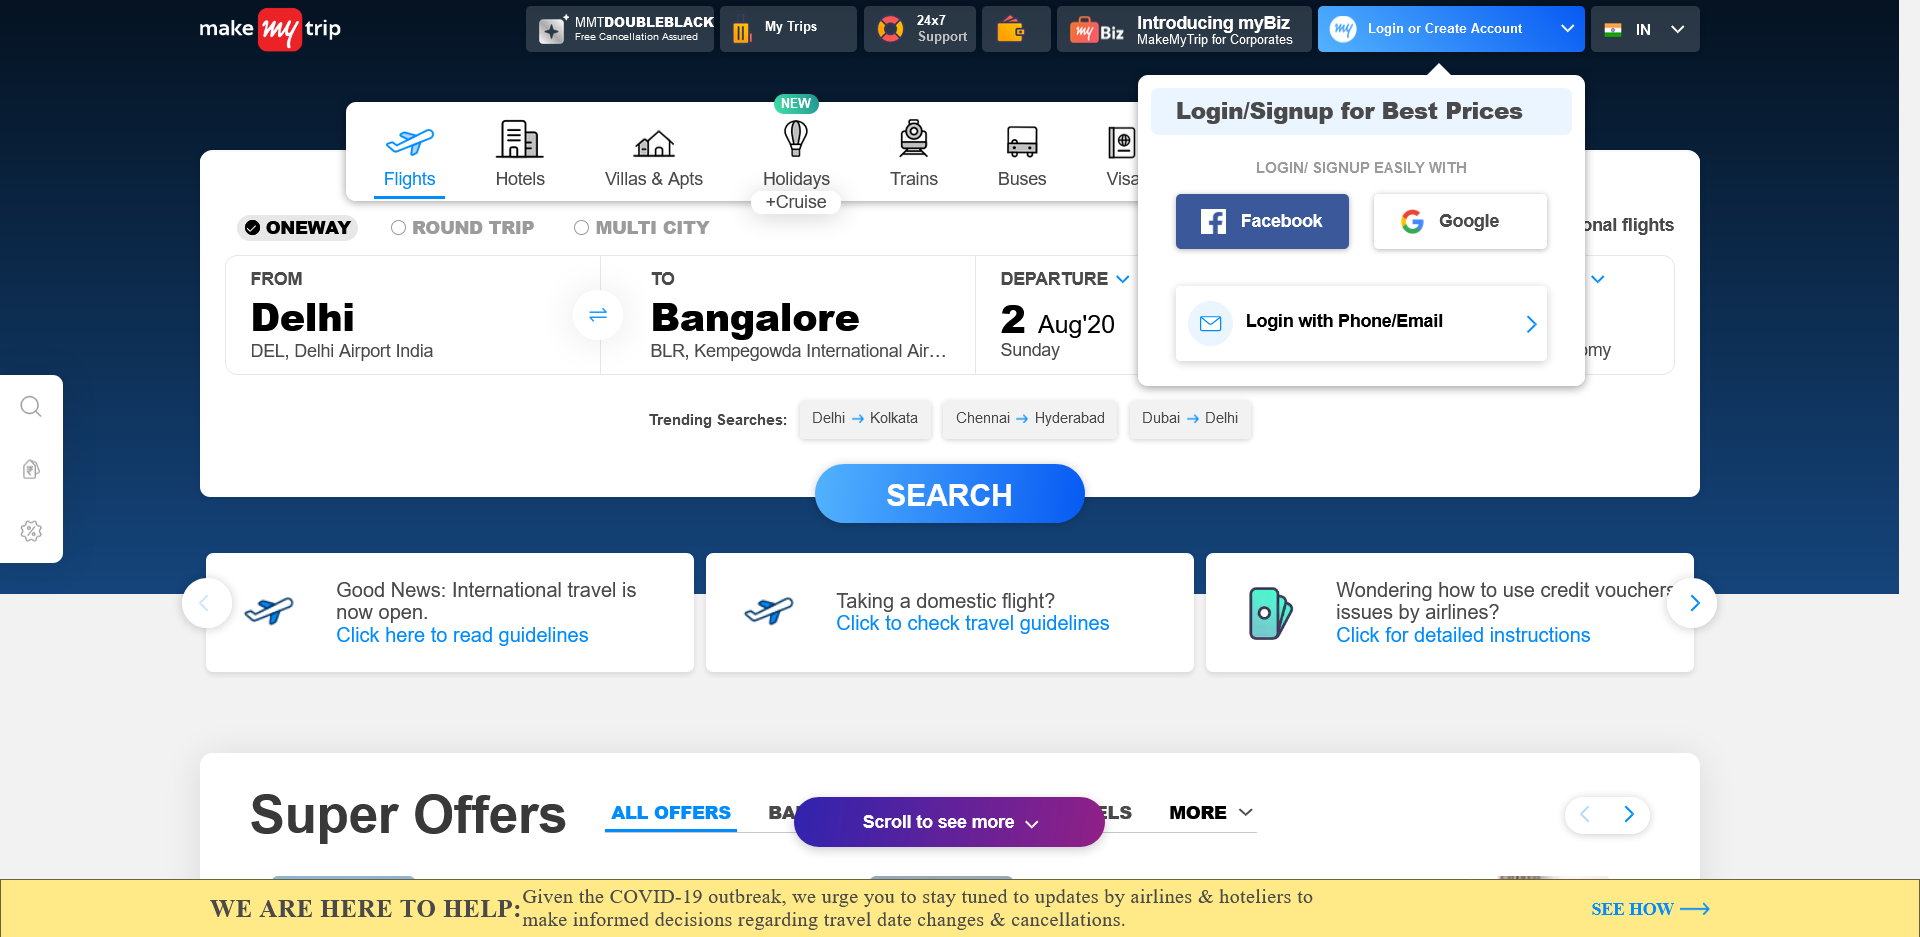 make my trip
MMTDOUBLEBLACK
Free Cancellation Assured
My Trips
24x7
Support
my Biz
Introducing myBiz
MakeMyTrip for Corporates
my
Login or Create Account
IN
Login/Signup for Best Prices
LOGIN/ SIGNUP EASILY WITH
Facebook
Google
Login with Phone/Email
NEW
Flights
Hotels
Villas & Apts
Holidays
+Cruise
Trains
Buses
Visa
ONEWAY
ROUND TRIP
MULTI CITY
onal flights
FROM
Delhi
DEL, Delhi Airport India
TO
Bangalore
BLR, Kempegowda International Air...
DEPARTURE
2 Aug'20
Sunday
omy
Trending Searches:
Delhi → Kolkata
Chennai → Hyderabad
Dubai → Delhi
SEARCH
Good News: International travel is
now open.
Click here to read guidelines
Taking a domestic flight?
Click to check travel guidelines
Wondering how to use credit vouchers
issues by airlines?
Click for detailed instructions
Super Offers
ALL OFFERS
BA
ELS
MORE
Scroll to see more
WE ARE HERE TO HELP:
Given the COVID-19 outbreak, we urge you to stay tuned to updates by airlines & hoteliers to
make informed decisions regarding travel date changes & cancellations.
SEE HOW